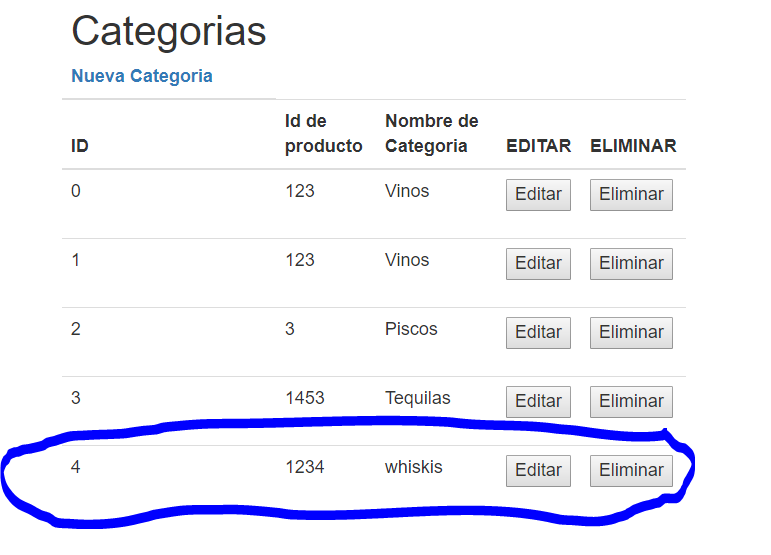 Categorias
Nueva Categoria
ID Id de producto Nombre de Categoria EDITAR ELIMINAR
0 123 Vinos Editar Eliminar
1 123 Vinos Editar Eliminar
2 3 Piscos Editar Eliminar
3 1453 Tequilas Editar Eliminar
4 1234 whiskis Editar Eliminar